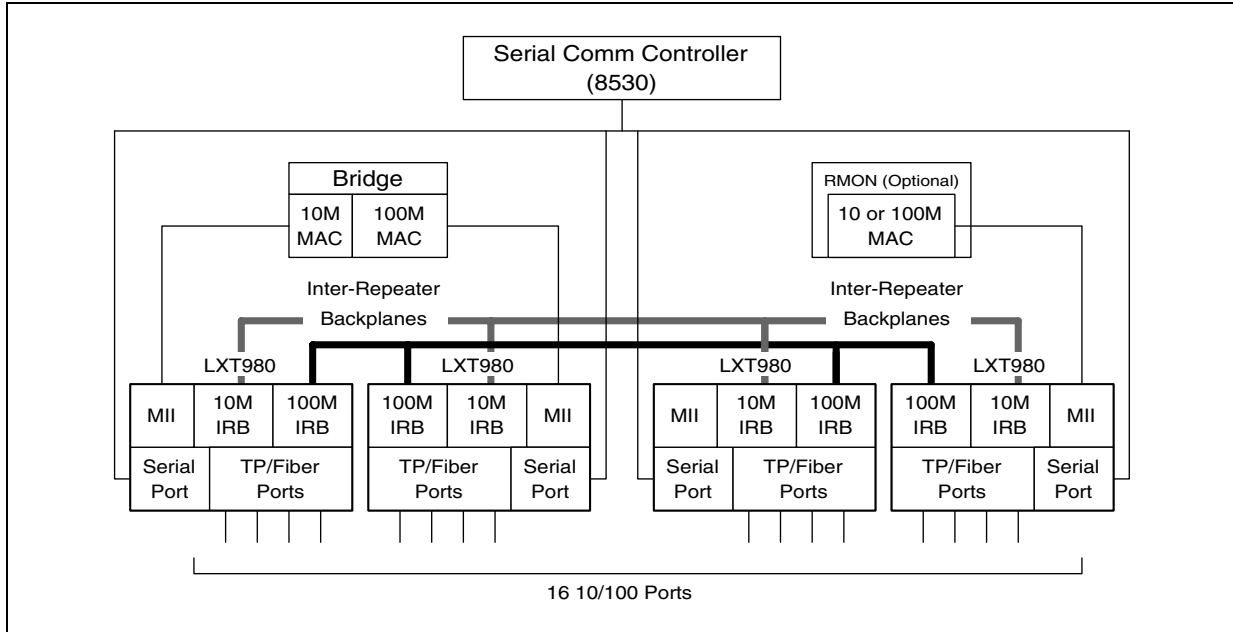 Serial Comm Controller
(8530)
Bridge
10M
MAC
100M
MAC
RMON (Optional)
10 or 100M
MAC
Inter-Repeater
Backplanes
Inter-Repeater
Backplanes
LXT980
LXT980
LXT980
LXT980
MII
10M
IRB
100M
IRB
Serial
Port
TP/Fiber
Ports
100M
IRB
10M
IRB
MII
TP/Fiber
Ports
Serial
Port
MII
10M
IRB
100M
IRB
Serial
Port
TP/Fiber
Ports
100M
IRB
10M
IRB
MII
TP/Fiber
Ports
Serial
Port
16 10/100 Ports